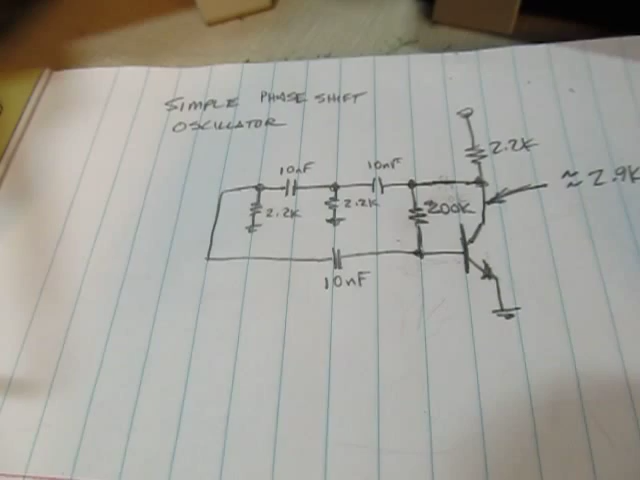 SIMPLE PHASE SHIFT
OSCILLATOR
10nF
10nF
2.2K
≈ 2.9K
2.2K
2.2K
200K
10nF